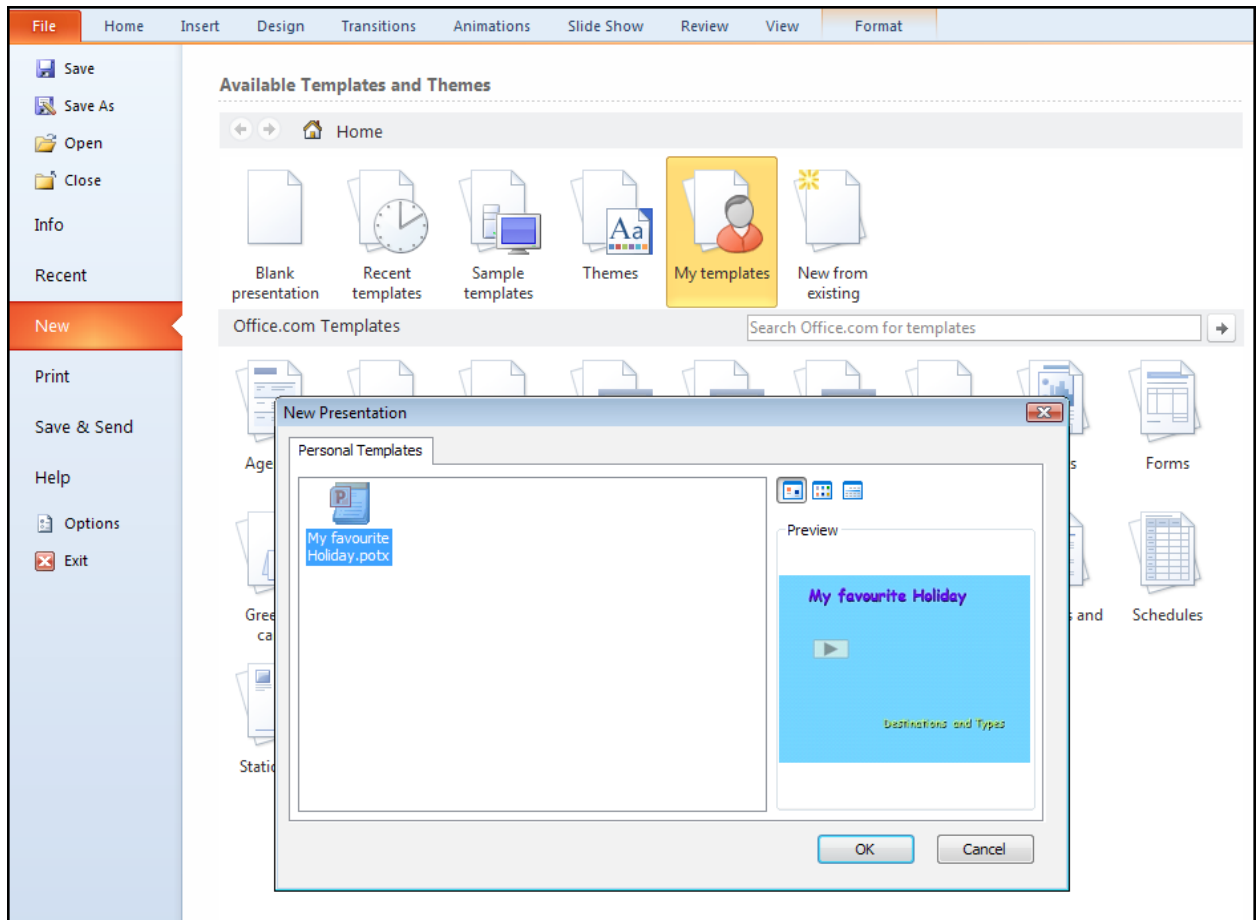 File Home Insert Design Transitions Animations Slide Show Review View Format
Save
Save As
Open
Close
Info
Recent
New
Print
Save & Send
Help
Options
Exit
Available Templates and Themes
Home
Blank
presentation
Recent
templates
Sample
templates
Themes
My templates
New from
existing
Office.com Templates
Search Office.com for templates
Aa
Forms
and
Schedules
New Presentation
Personal Templates
P
My favourite
Holiday.potx
Preview
My favourite Holiday
Destinations and Types
OK Cancel